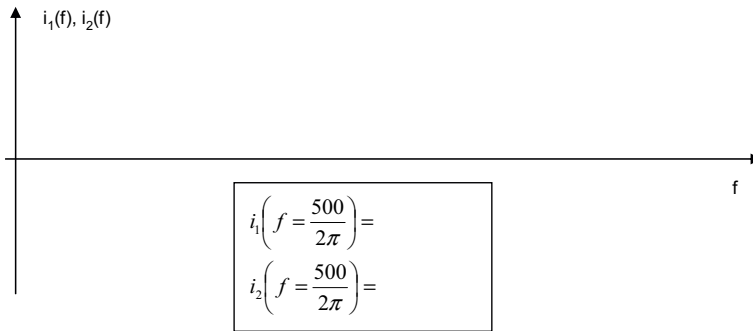 i₁(f), i₂(f)
f
i₁(f = 500/2π) =
i₂(f = 500/2π) =